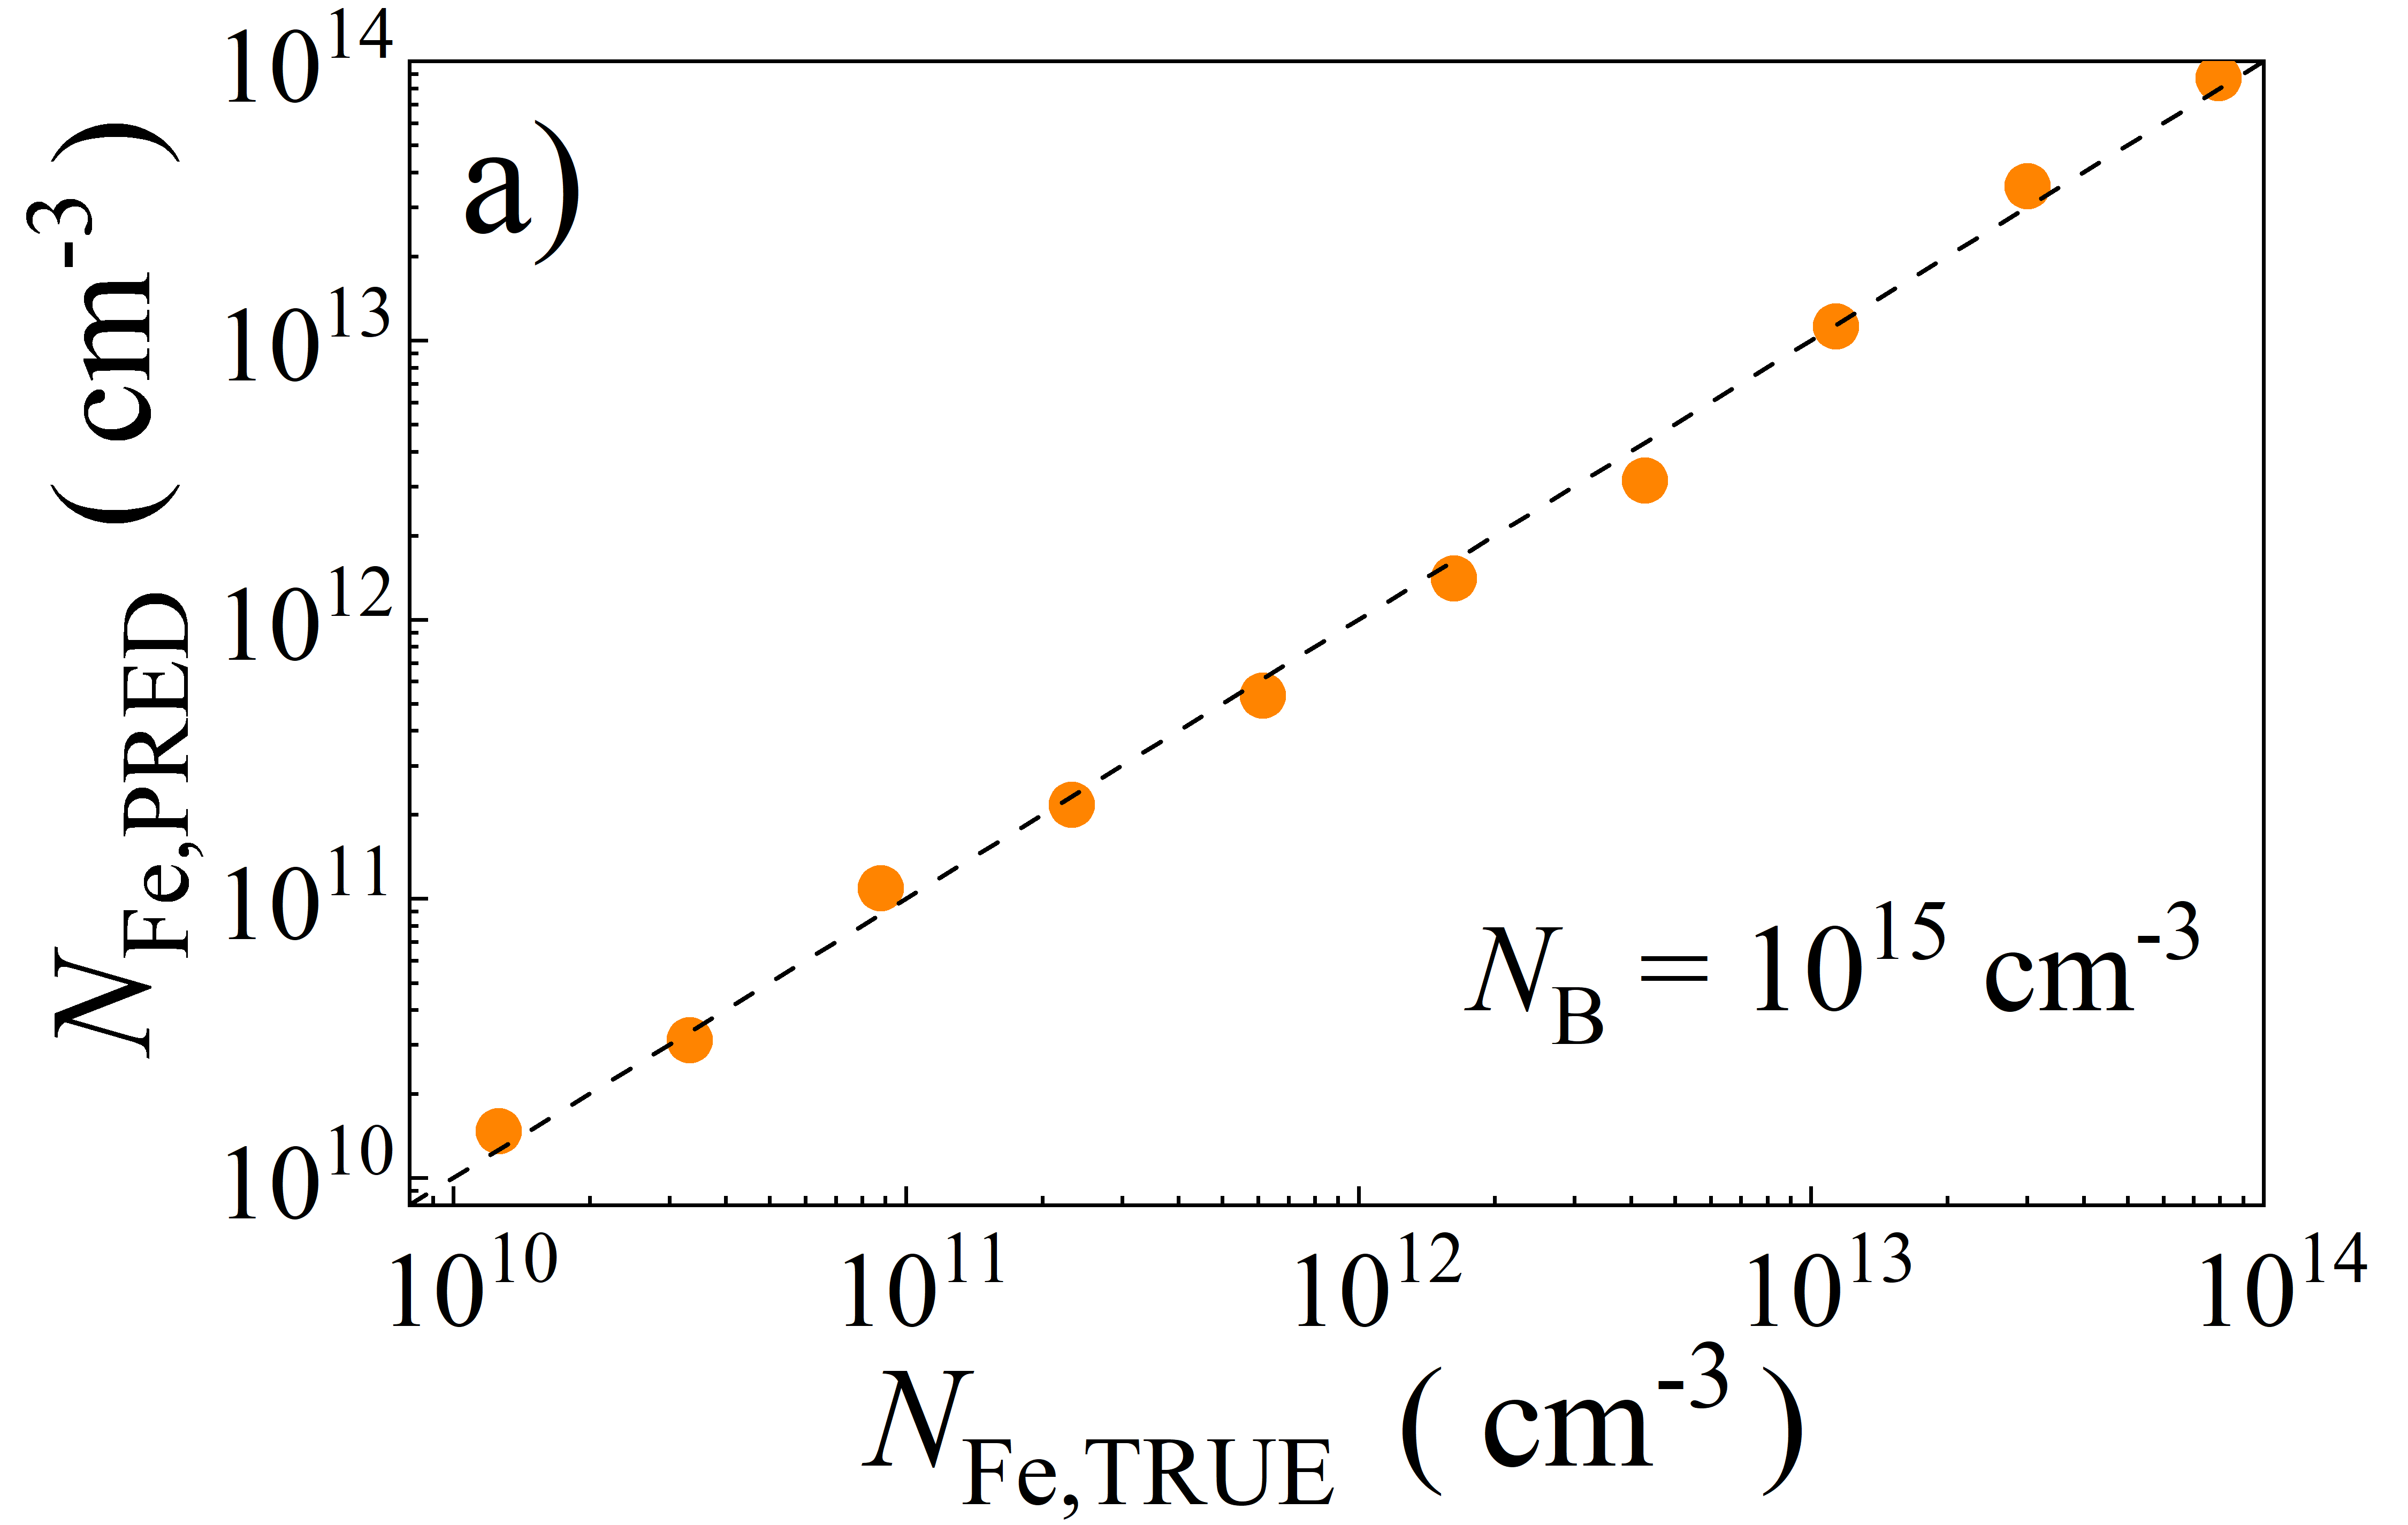 a)
N_Fe,PRED ( cm^-3 )
10^14
10^13
10^12
10^11
10^10
N_B = 10^15 cm^-3
10^10 10^11 10^12 10^13 10^14
N_Fe,TRUE ( cm^-3 )